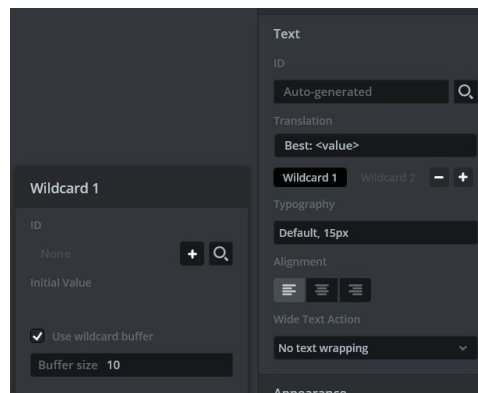 Text
ID
Auto-generated
Translation
Best: <value>
Wildcard 1 Wildcard 2
Typography
Default, 15px
Alignment
Wide Text Action
No text wrapping
Appearance
Wildcard 1
ID
None
Initial Value
Use wildcard buffer
Buffer size 10